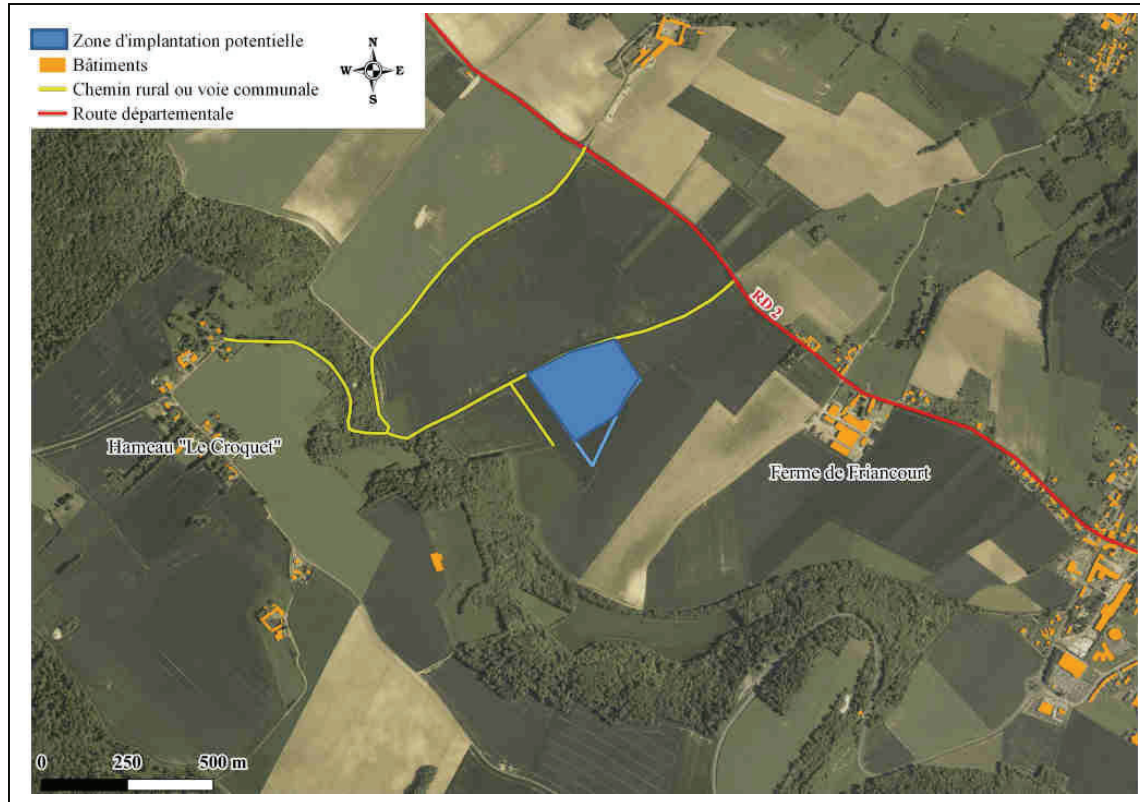 Zone d'implantation potentielle
Bâtiments
Chemin rural ou voie communale
Route départementale
N
W E
S
RD 2
Hameau "Le Croquet"
Ferme de Friancourt
0 250 500 m